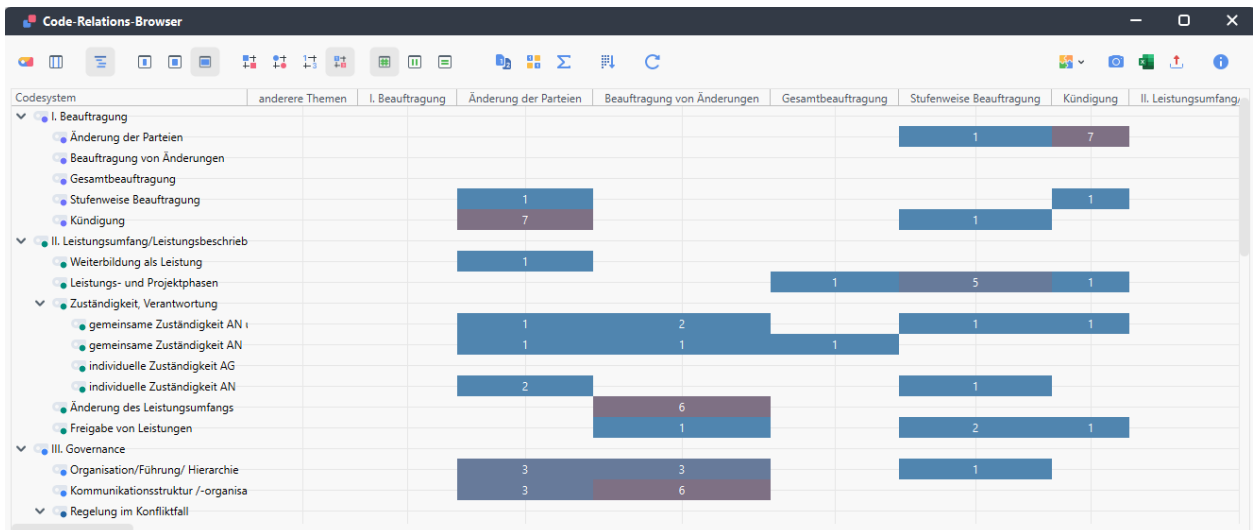 Code-Relations-Browser
Codesystem anderere Themen I. Beauftragung Änderung der Parteien Beauftragung von Änderungen Gesamtbeauftragung Stufenweise Beauftragung Kündigung II. Leistungsumfang/
I. Beauftragung
Änderung der Parteien 1 7
Beauftragung von Änderungen
Gesamtbeauftragung
Stufenweise Beauftragung 1 1
Kündigung 7 1
II. Leistungsumfang/Leistungsbeschrieb
Weiterbildung als Leistung 1
Leistungs- und Projektphasen 1 5 1
Zuständigkeit, Verantwortung
gemeinsame Zuständigkeit AN 1 2 1 1
gemeinsame Zuständigkeit AN 1 1 1
individuelle Zuständigkeit AG
individuelle Zuständigkeit AN 2 1
Änderung des Leistungsumfangs 6
Freigabe von Leistungen 1 2 1
III. Governance
Organisation/Führung/ Hierarchie 3 3 1
Kommunikationsstruktur /-organisa 3 6
Regelung im Konfliktfall